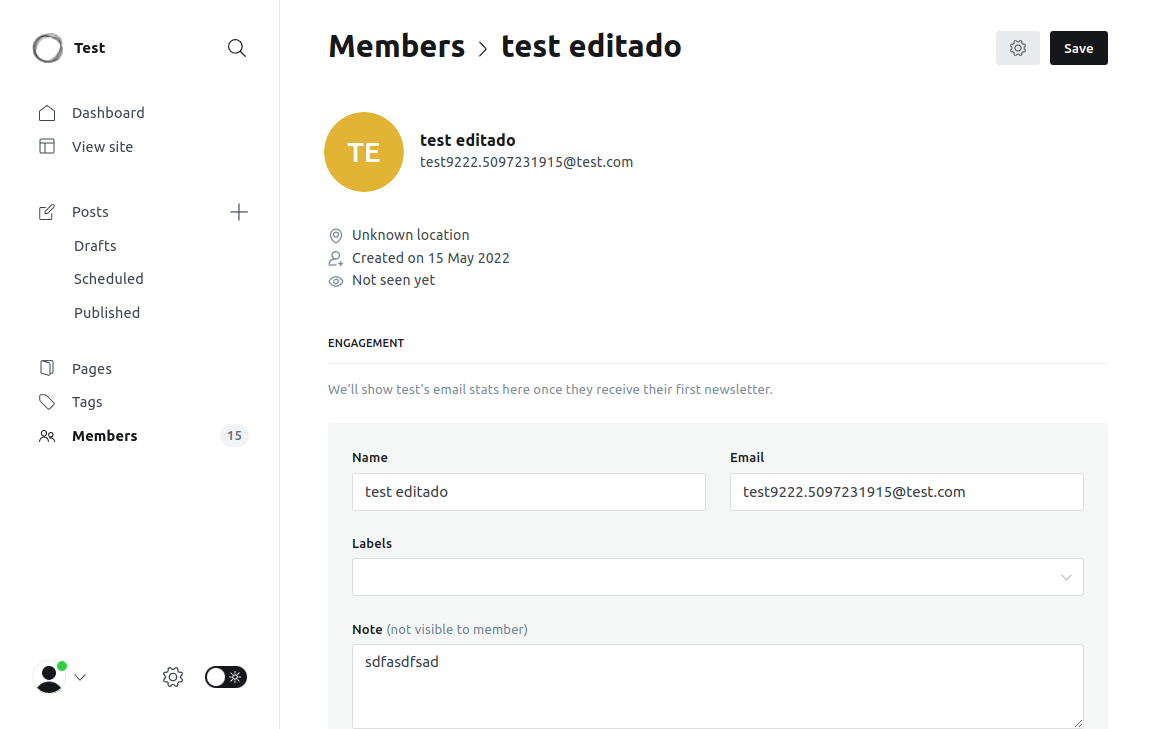 Test
Dashboard
View site
Posts
Drafts
Scheduled
Published
Pages
Tags
Members 15
Members > test editado
Save
TE
test editado
test9222.5097231915@test.com
Unknown location
Created on 15 May 2022
Not seen yet
ENGAGEMENT
We'll show test's email stats here once they receive their first newsletter.
Name
test editado
Email
test9222.5097231915@test.com
Labels
Note (not visible to member)
sdfasdfsad